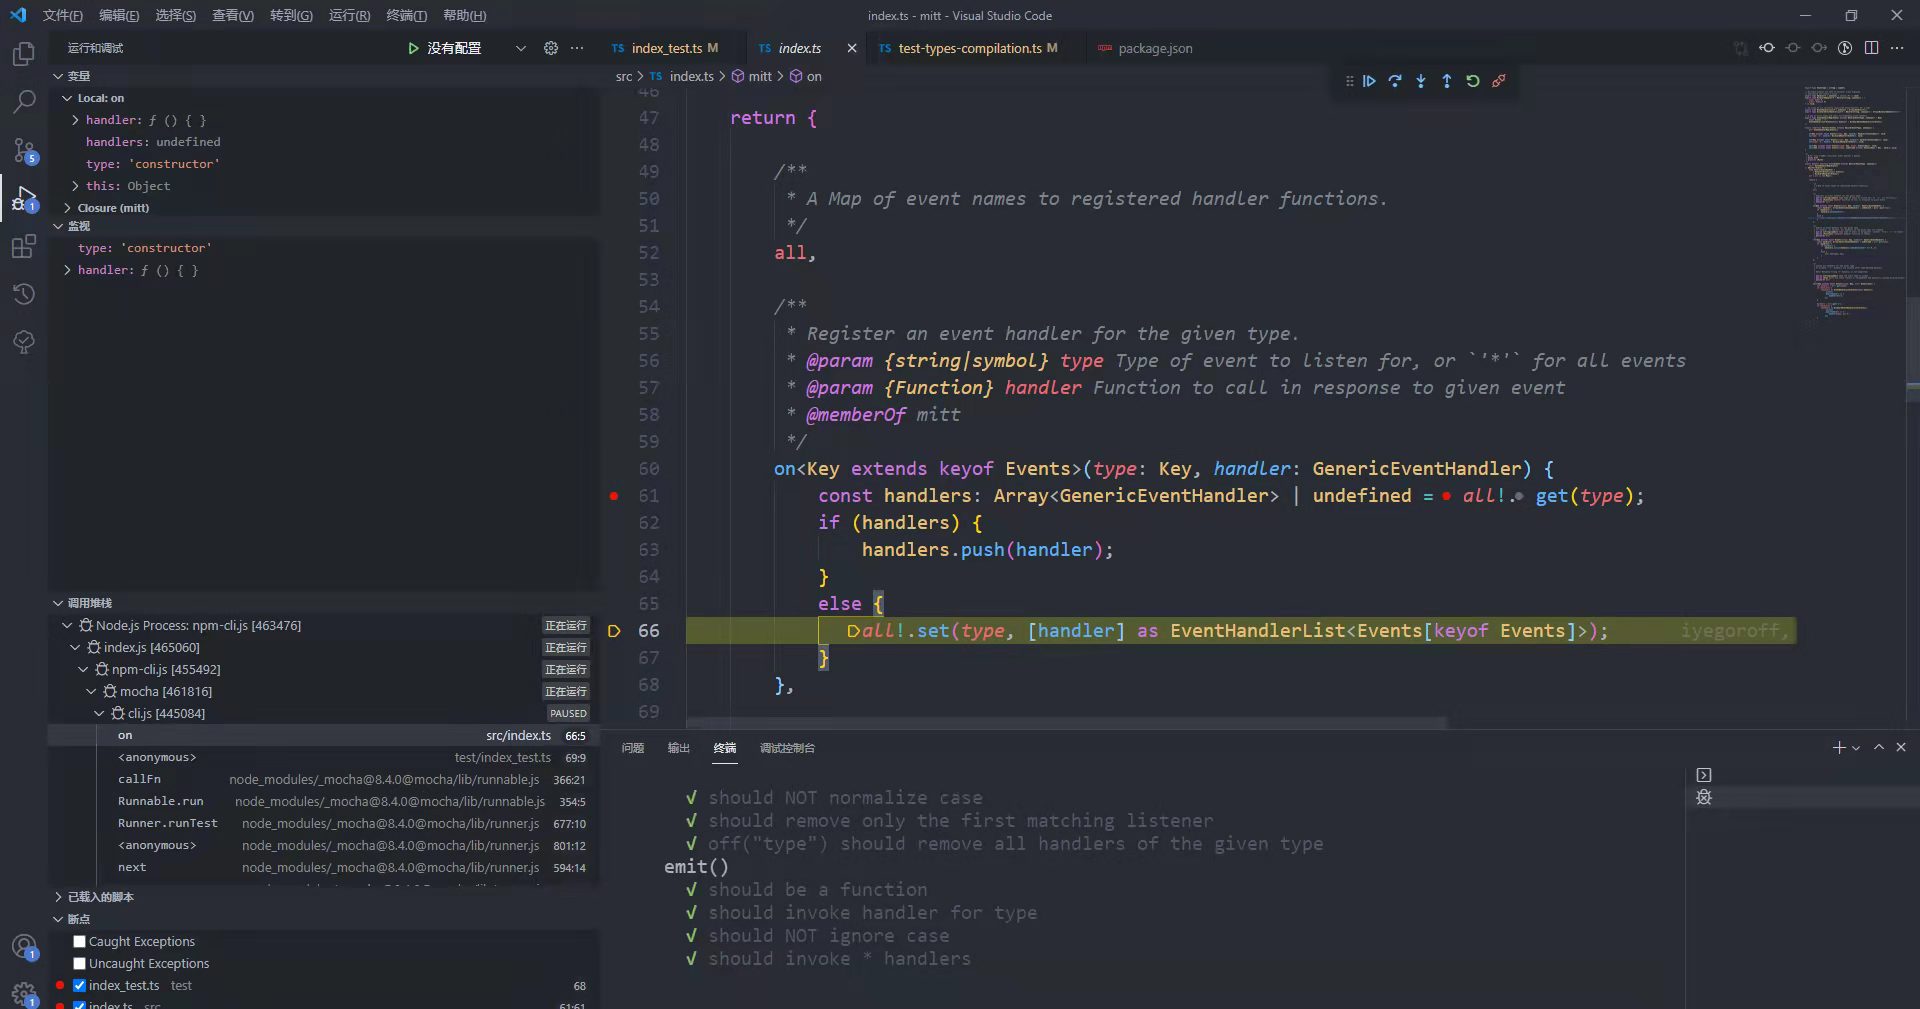 文件(F) 编辑(E) 选择(S) 查看(V) 转到(G) 运行(R) 终端(T) 帮助(H) index.ts - mitt - Visual Studio Code
运行和调试 没有配置
TS index_test.ts M TS index.ts TS test-types-compilation.ts M package.json
src > TS index.ts > mitt > on
变量
Local: on
handler: ƒ () { }
handlers: undefined
type: 'constructor'
this: Object
Closure (mitt)
监视
type: 'constructor'
handler: ƒ () { }
调用堆栈
Node.js Process: npm-cli.js [463476] 正在运行
index.js [465060] 正在运行
npm-cli.js [455492] 正在运行
mocha [461816] 正在运行
cli.js [445084] PAUSED
on src/index.ts 66:5
<anonymous> test/index_test.ts 69:9
callFn node_modules/_mocha@8.4.0@mocha/lib/runnable.js 366:21
Runnable.run node_modules/_mocha@8.4.0@mocha/lib/runnable.js 354:5
Runner.runTest node_modules/_mocha@8.4.0@mocha/lib/runner.js 677:10
<anonymous> node_modules/_mocha@8.4.0@mocha/lib/runner.js 801:12
next node_modules/_mocha@8.4.0@mocha/lib/runner.js 594:14
已载入的脚本
断点
Caught Exceptions
Uncaught Exceptions
index_test.ts test 68
index.ts src 61:61
5
1
1
1
46
47 return {
48
49 /**
50 * A Map of event names to registered handler functions.
51 */
52 all,
53
54 /**
55 * Register an event handler for the given type.
56 * @param {string|symbol} type Type of event to listen for, or `'*'` for all events
57 * @param {Function} handler Function to call in response to given event
58 * @memberOf mitt
59 */
60 on<Key extends keyof Events>(type: Key, handler: GenericEventHandler) {
61 const handlers: Array<GenericEventHandler> | undefined = all!.get(type);
62 if (handlers) {
63 handlers.push(handler);
64 }
65 else {
66 all!.set(type, [handler] as EventHandlerList<Events[keyof Events]>); iyegoroff,
67 }
68 },
69
问题 输出 终端 调试控制台
√ should NOT normalize case
√ should remove only the first matching listener
√ off("type") should remove all handlers of the given type
emit()
√ should be a function
√ should invoke handler for type
√ should NOT ignore case
√ should invoke * handlers